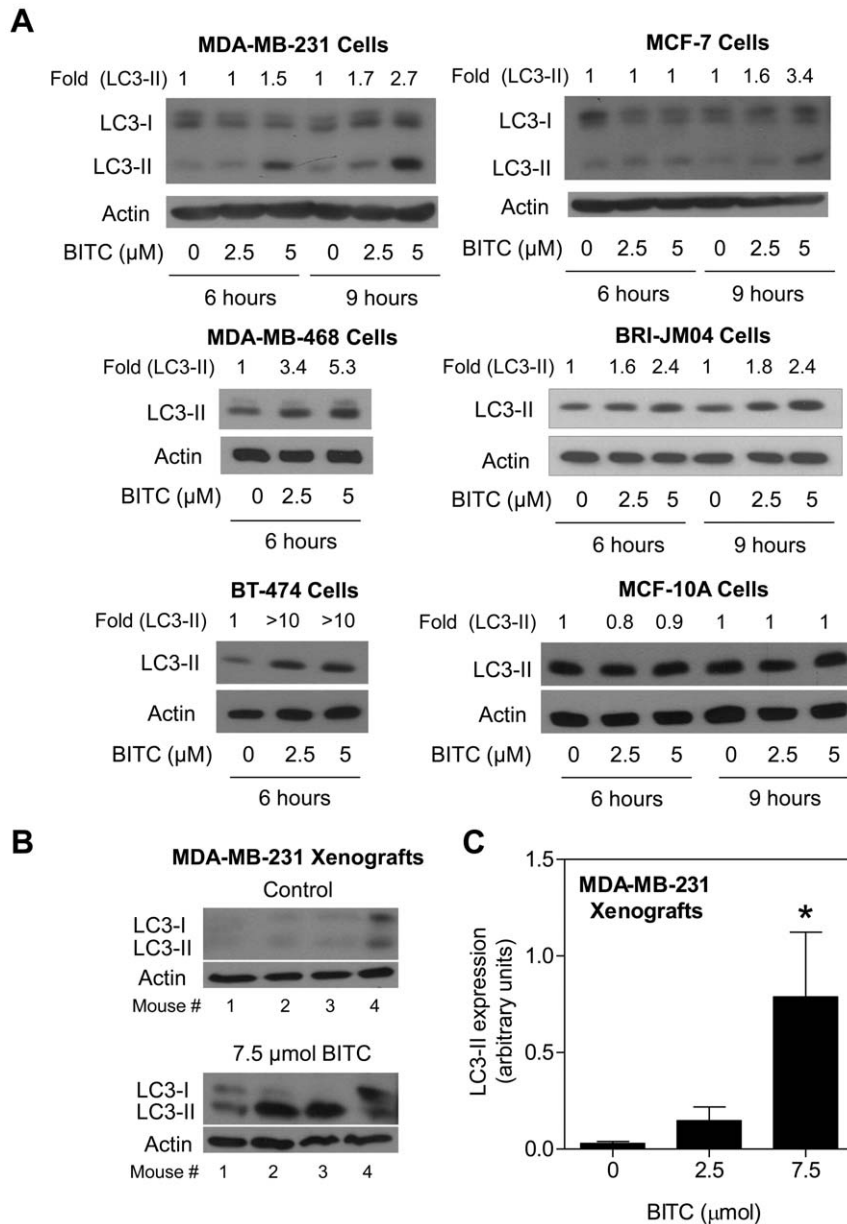 A
MDA-MB-231 Cells
Fold (LC3-II) 1 1 1.5 1 1.7 2.7
LC3-I
LC3-II
Actin
BITC (µM) 0 2.5 5 0 2.5 5
6 hours 9 hours
MCF-7 Cells
Fold (LC3-II) 1 1 1 1 1.6 3.4
LC3-I
LC3-II
Actin
BITC (µM) 0 2.5 5 0 2.5 5
6 hours 9 hours
MDA-MB-468 Cells
Fold (LC3-II) 1 3.4 5.3
LC3-II
Actin
BITC (µM) 0 2.5 5
6 hours
BRI-JM04 Cells
Fold (LC3-II) 1 1.6 2.4 1 1.8 2.4
LC3-II
Actin
BITC (µM) 0 2.5 5 0 2.5 5
6 hours 9 hours
BT-474 Cells
Fold (LC3-II) 1 >10 >10
LC3-II
Actin
BITC (µM) 0 2.5 5
6 hours
MCF-10A Cells
Fold (LC3-II) 1 0.8 0.9 1 1 1
LC3-II
Actin
BITC (µM) 0 2.5 5 0 2.5 5
6 hours 9 hours
B
MDA-MB-231 Xenografts
Control
LC3-I
LC3-II
Actin
Mouse # 1 2 3 4
7.5 µmol BITC
LC3-I
LC3-II
Actin
Mouse # 1 2 3 4
C
MDA-MB-231
Xenografts
*
LC3-II expression
(arbitrary units)
1.5
1.0
0.5
0.0
0 2.5 7.5
BITC (µmol)